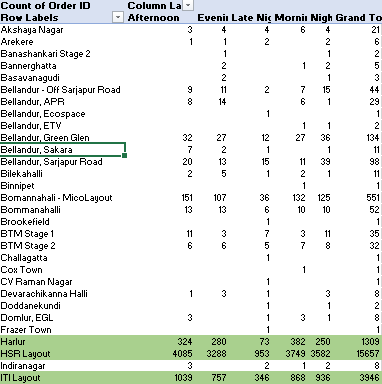 Count of Order ID Column La
Row Labels Afternoon Eveni Late Nig Mornin Nigh Grand To
Akshaya Nagar 3 4 4 6 4 21
Arekere 1 1 2 2 6
Banashankari Stage 2 1 1 2
Bannerghatta 2 1 2 5
Basavanagudi 2 1 3
Bellandur - Off Sarjapur Road 9 11 2 7 15 44
Bellandur, APR 8 14 6 1 29
Bellandur, Ecospace 1 1
Bellandur, ETV 1 1 2
Bellandur, Green Glen 32 27 12 27 36 134
Bellandur, Sakara 7 2 1 1 11
Bellandur, Sarjapur Road 20 13 15 11 39 98
Bilekahalli 2 5 1 2 1 11
Binnipet 1 1
Bomannahali - MicoLayout 151 107 36 132 125 551
Bommanahalli 13 13 6 10 10 52
Brookefield 1 1
BTM Stage 1 11 3 7 3 11 35
BTM Stage 2 6 6 5 7 8 32
Challagatta 1 1
Cox Town 1 1
CV Raman Nagar 1 1
Devarachikanna Halli 1 3 1 3 8
Doddanekundi 1 1 2
Domlur, EGL 3 1 3 1 8
Frazer Town 1 1
Harlur 324 280 73 382 250 1309
HSR Layout 4085 3288 953 3749 3582 15657
Indiranagar 2 3 1 2 8
ITI Layout 1039 757 346 868 936 3946